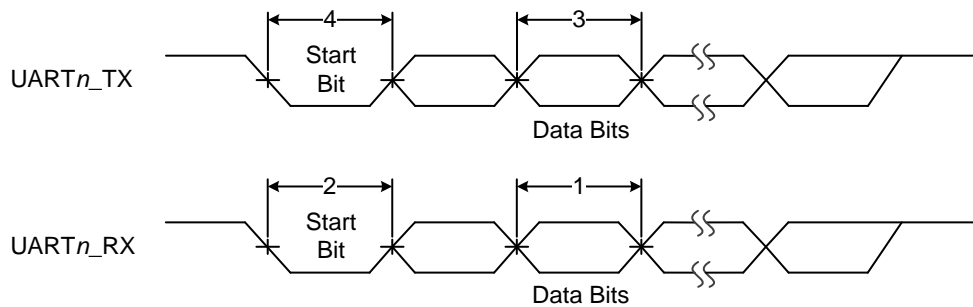 4
3
Start
Bit
UARTn_TX
Data Bits
2
1
Start
Bit
UARTn_RX
Data Bits